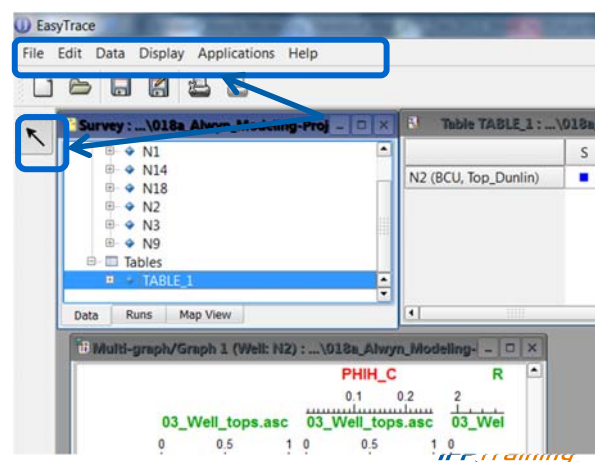 EasyTrace
File Edit Data Display Applications Help
Survey : ...\018a_Alwyn_Modeling-Proj
Table TABLE_1 : ...\018a
N1
N14
N18
N2
N3
N9
Tables
TABLE_1
Data Runs Map View
S
N2 (BCU, Top_Dunlin)
Multi-graph/Graph 1 (Well: N2) : ...\018a_Alwyn_Modeling-
PHIH_C R
0.1 0.2 2
03_Well_tops.asc 03_Well_tops.asc 03_Wel
0 0.5 1 0 0.5 1 0
IFPTraining